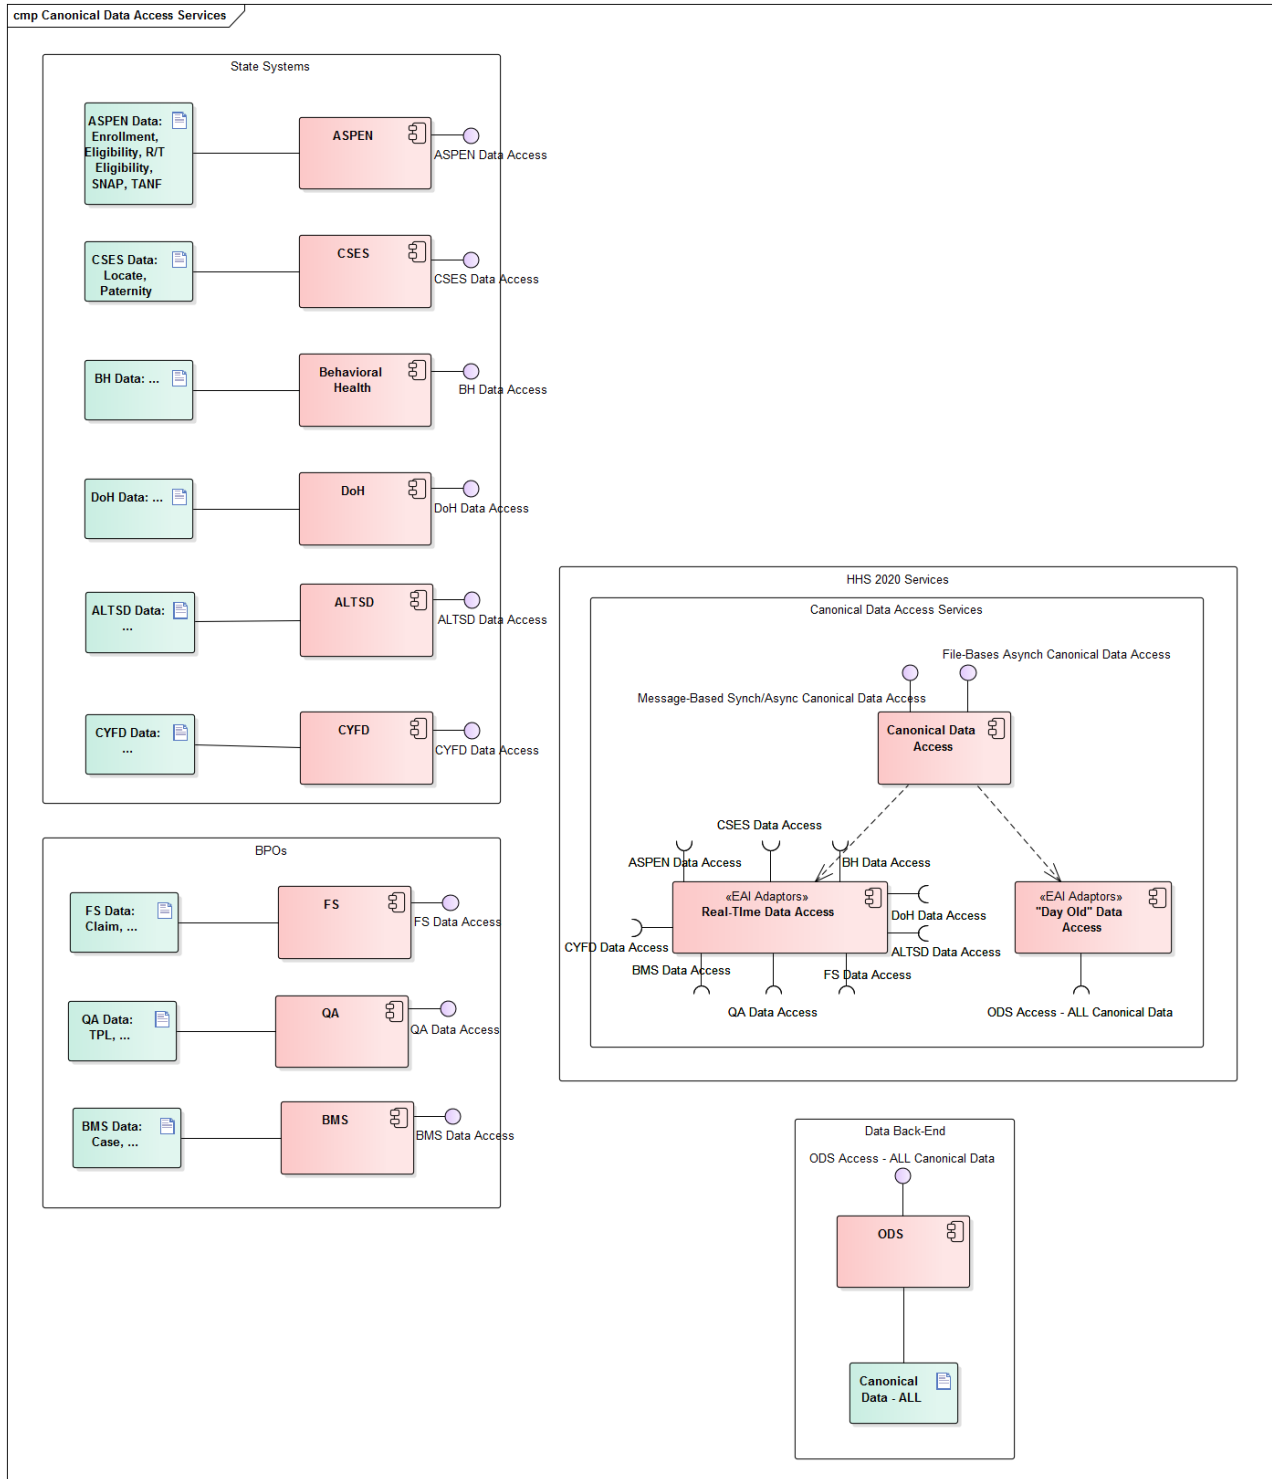 cmp Canonical Data Access Services
State Systems
ASPEN Data:
Enrollment,
Eligibility, R/T
Eligibility,
SNAP, TANF
ASPEN
ASPEN Data Access
CSES Data:
Locate,
Paternity
CSES
CSES Data Access
BH Data: ...
Behavioral
Health
BH Data Access
DoH Data: ...
DoH
DoH Data Access
ALTSD Data:
...
ALTSD
ALTSD Data Access
CYFD Data:
...
CYFD
CYFD Data Access
BPOs
FS Data:
Claim, ...
FS
FS Data Access
QA Data:
TPL, ...
QA
QA Data Access
BMS Data:
Case, ...
BMS
BMS Data Access
HHS 2020 Services
Canonical Data Access Services
File-Bases Asynch Canonical Data Access
Message-Based Synch/Async Canonical Data Access
Canonical Data
Access
CSES Data Access
ASPEN Data Access
BH Data Access
«EAI Adaptors»
Real-TIme Data Access
DoH Data Access
CYFD Data Access
ALTSD Data Access
BMS Data Access
FS Data Access
QA Data Access
«EAI Adaptors»
"Day Old" Data
Access
ODS Access - ALL Canonical Data
Data Back-End
ODS Access - ALL Canonical Data
ODS
Canonical
Data - ALL